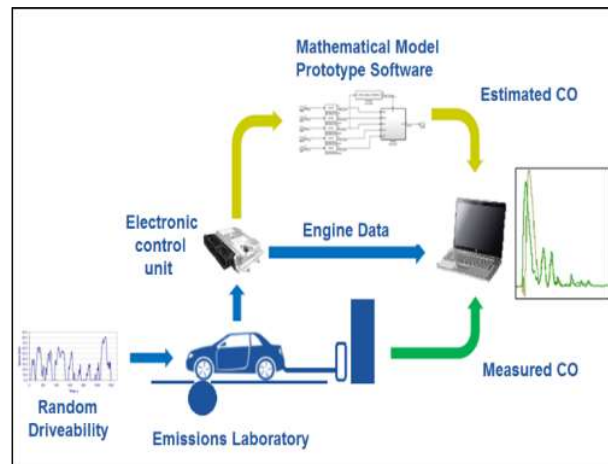 Mathematical Model
Prototype Software
Estimated CO
Electronic
control
unit
Engine Data
Measured CO
Random
Driveability
Emissions Laboratory